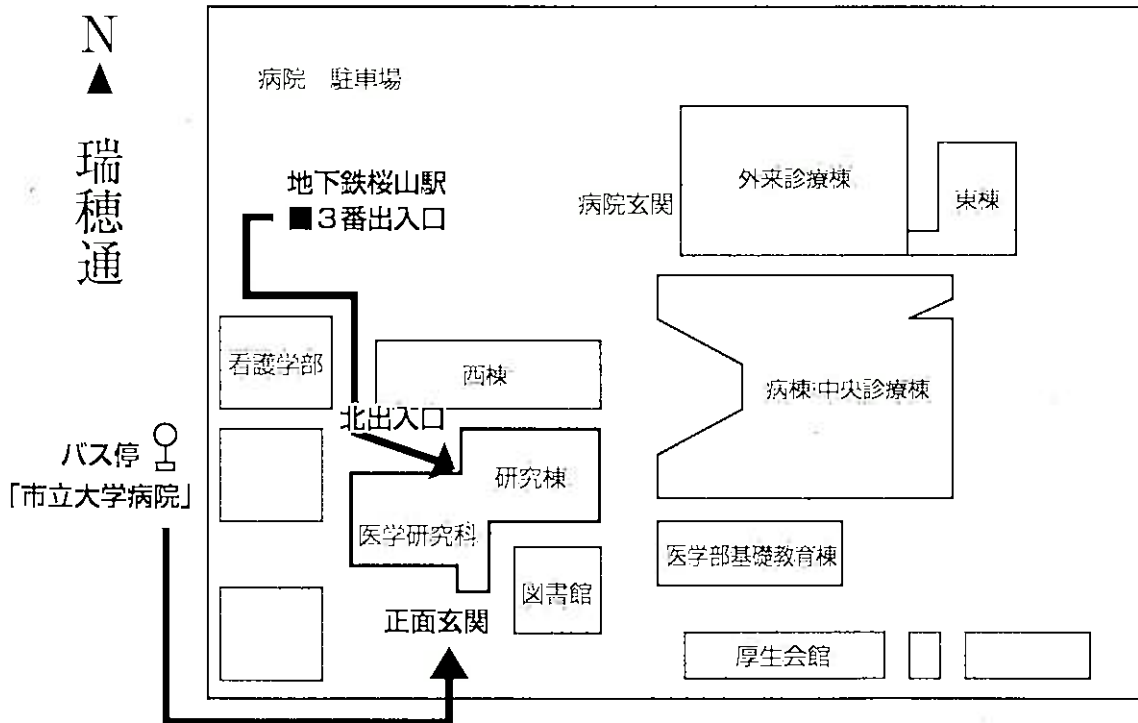 N
▲
瑞穂通
病院　駐車場
地下鉄桜山駅
■3番出入口
病院玄関
外来診療棟
東棟
看護学部
西棟
病棟・中央診療棟
北出入口
バス停
「市立大学病院」
研究棟
医学研究科
医学部基礎教育棟
図書館
正面玄関
厚生会館